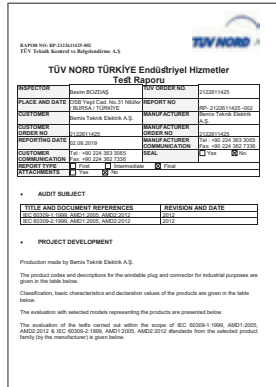 TÜV NORD
RAPOR NO: RP-2122611425-002
TÜV Teknik Kontrol ve Belgelendirme A.Ş
TÜV NORD TÜRKİYE Endüstriyel Hizmetler
Test Raporu
INSPECTOR Besim BOZDAŞ TUV ORDER NO. 2122611425
PLACE AND DATE OSB Yeşil Cad. No.31 Nilüfer / BURSA / TÜRKİYE REPORT NO RP- 2122611425 -002
CUSTOMER Bemis Teknik Elektrik A.Ş. MANUFACTURER Bemis Teknik Elektrik A.Ş.
CUSTOMER ORDER NO 2122611425 MANUFACTURER ORDER NO 2122611425
REPORTING DATE 02.08.2019 MANUFACTURER COMMUNICATION Tel : +90 224 363 3065 Fax: +90 224 362 7336
CUSTOMER COMMUNICATION Tel : +90 224 363 3065 Fax: +90 224 362 7336 SEAL Yes No
REPORT TYPE First Intermediate Final
ATTACHMENTS Yes No
• AUDIT SUBJECT
TITLE AND DOCUMENT REFERENCES REVISION AND DATE
IEC 60309-1:1999, AMD1:2005, AMD2:2012 2012
IEC 60309-2:1999, AMD1:2005, AMD2:2012 2012
• PROJECT DEVELOPMENT
Production made by Bemis Teknik Elektrik A.Ş.
The product codes and descriptions for the windable plug and connector for industrial purposes are
given in the table below.
Classification, basic characteristics and declaration values of the products are given in the table
below.
The evaluation with selected models representing the products are presented below.
The evaluation of the tests carried out within the scope of IEC 60309-1:1999, AMD1:2005,
AMD2:2012 & IEC 60309-2:1999, AMD1:2005, AMD2:2012 standards from the selected product
family (by the manufacturer) is given below.